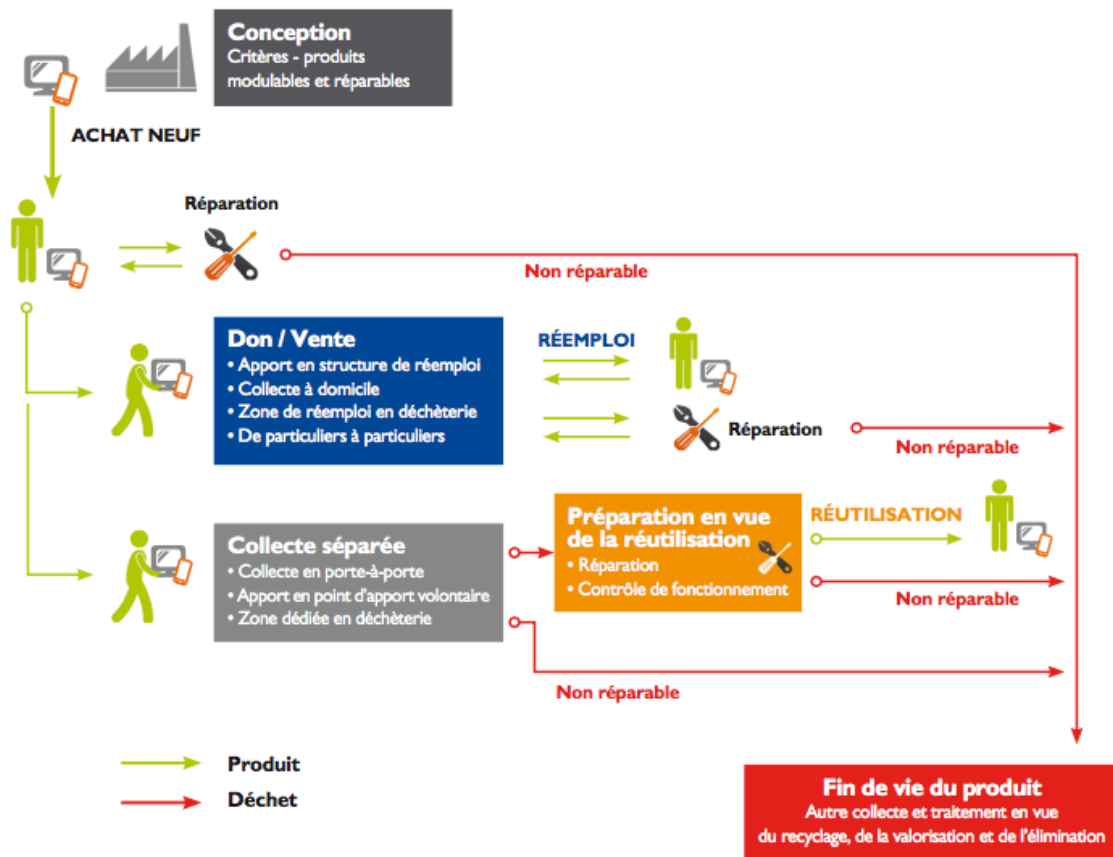 Conception
Critères - produits
modulables et réparables
ACHAT NEUF
Réparation
Non réparable
Don / Vente
• Apport en structure de réemploi
• Collecte à domicile
• Zone de réemploi en déchèterie
• De particuliers à particuliers
RÉEMPLOI
Réparation
Non réparable
Collecte séparée
• Collecte en porte-à-porte
• Apport en point d'apport volontaire
• Zone dédiée en déchèterie
Préparation en vue
de la réutilisation
• Réparation
• Contrôle de fonctionnement
RÉUTILISATION
Non réparable
Non réparable
Produit
Déchet
Fin de vie du produit
Autre collecte et traitement en vue
du recyclage, de la valorisation et de l'élimination